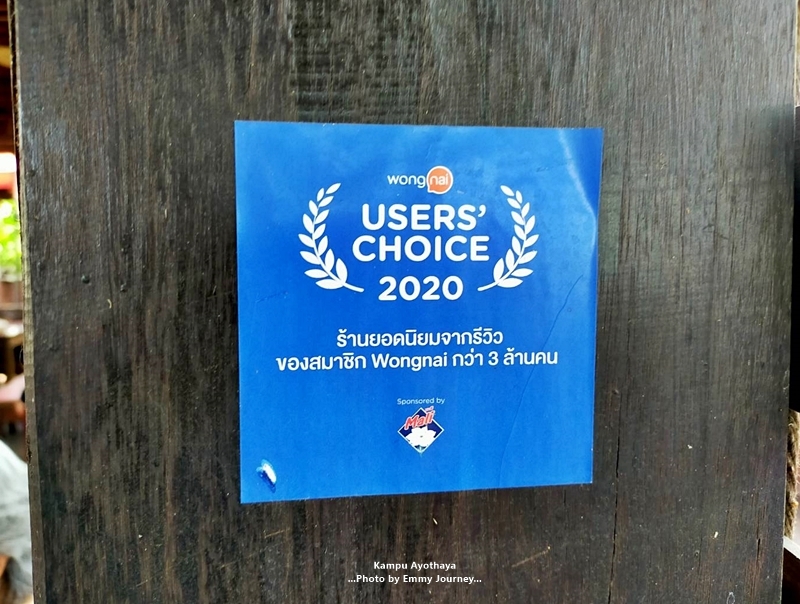 wongnai
USERS’
CHOICE
2020
ร้านยอดนิยมจากรีวิว
ของสมาชิก Wongnai กว่า 3 ล้านคน
Sponsored by
Mali
Kampu Ayothaya
...Photo by Emmy Journey...